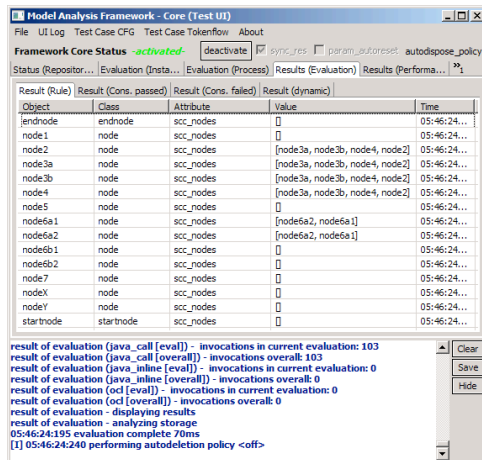 Model Analysis Framework - Core (Test UI)
File UI Log Test Case CFG Test Case Tokenflow About
Framework Core Status -activated- deactivate sync_res param_autoreset autodispose_policy
Status (Repositor... Evaluation (Insta... Evaluation (Process) Results (Evaluation) Results (Performa... »1
Result (Rule) Result (Cons. passed) Result (Cons. failed) Result (dynamic)
Object Class Attribute Value Time
endnode endnode scc_nodes [] 05:46:24...
node1 node scc_nodes [] 05:46:24...
node2 node scc_nodes [node3a, node3b, node4, node2] 05:46:24...
node3a node scc_nodes [node3a, node3b, node4, node2] 05:46:24...
node3b node scc_nodes [node3a, node3b, node4, node2] 05:46:24...
node4 node scc_nodes [node3a, node3b, node4, node2] 05:46:24...
node5 node scc_nodes [] 05:46:24...
node6a1 node scc_nodes [node6a2, node6a1] 05:46:24...
node6a2 node scc_nodes [node6a2, node6a1] 05:46:24...
node6b1 node scc_nodes [] 05:46:24...
node6b2 node scc_nodes [] 05:46:24...
node7 node scc_nodes [] 05:46:24...
nodeX node scc_nodes [] 05:46:24...
nodeY node scc_nodes [] 05:46:24...
startnode startnode scc_nodes [] 05:46:24...
result of evaluation (java_call [eval]) - invocations in current evaluation: 103
result of evaluation (java_call [overall]) - invocations overall: 103
result of evaluation (java_inline [eval]) - invocations in current evaluation: 0
result of evaluation (java_inline [overall]) - invocations overall: 0
result of evaluation (ocl [eval]) - invocations in current evaluation: 0
result of evaluation (ocl [overall]) - invocations overall: 0
result of evaluation - displaying results
result of evaluation - analyzing storage
05:46:24:195 evaluation complete 70ms
[I] 05:46:24:240 performing autodeletion policy <off>
Clear
Save
Hide